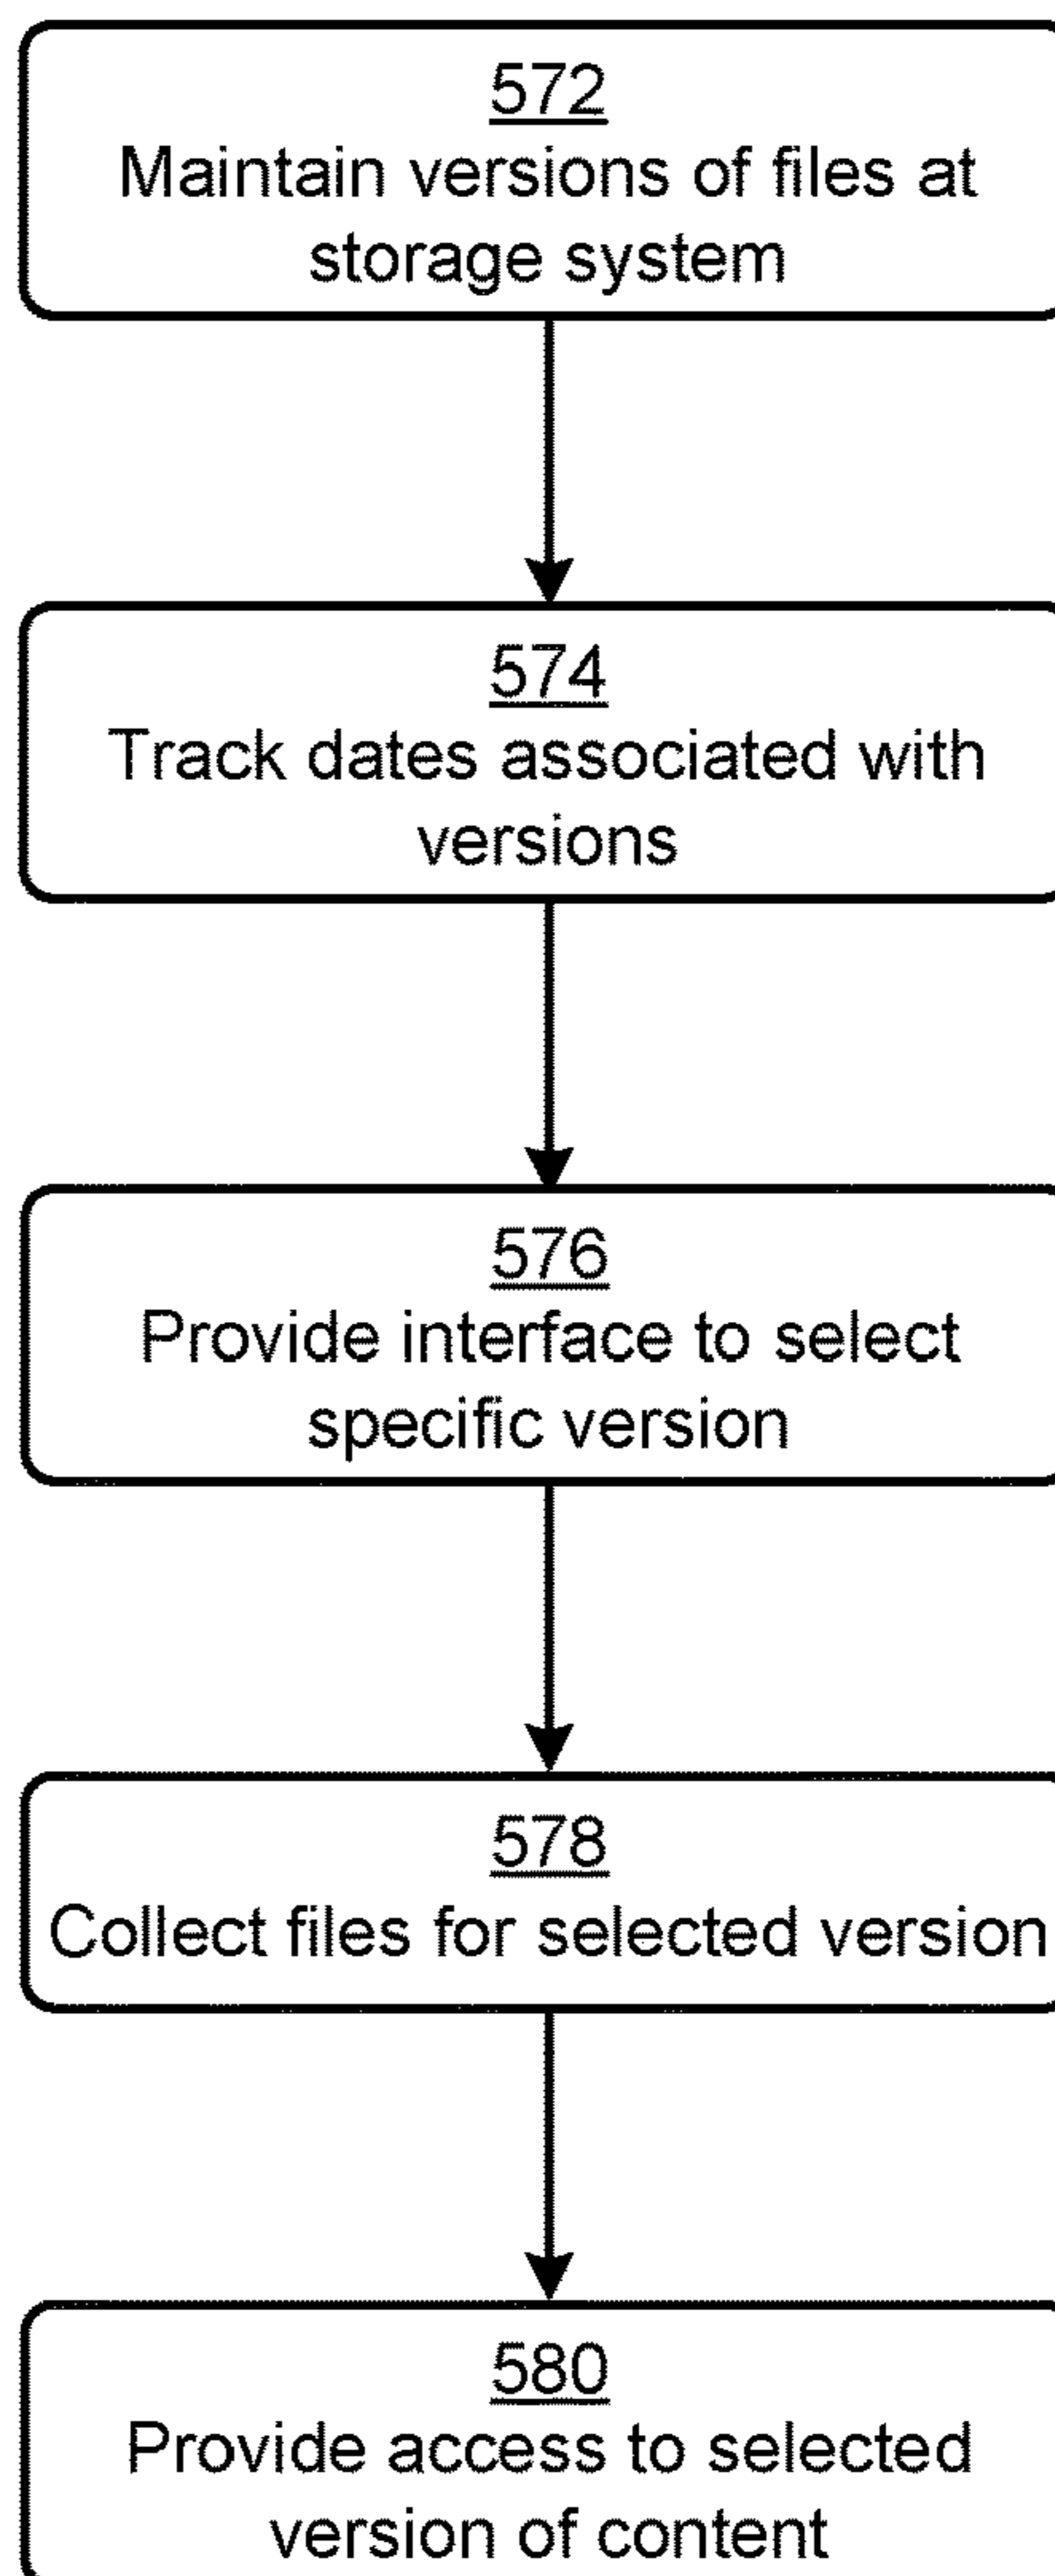 572
Maintain versions of files at
storage system
574
Track dates associated with
versions
576
Provide interface to select
specific version
578
Collect files for selected version
580
Provide access to selected
version of content